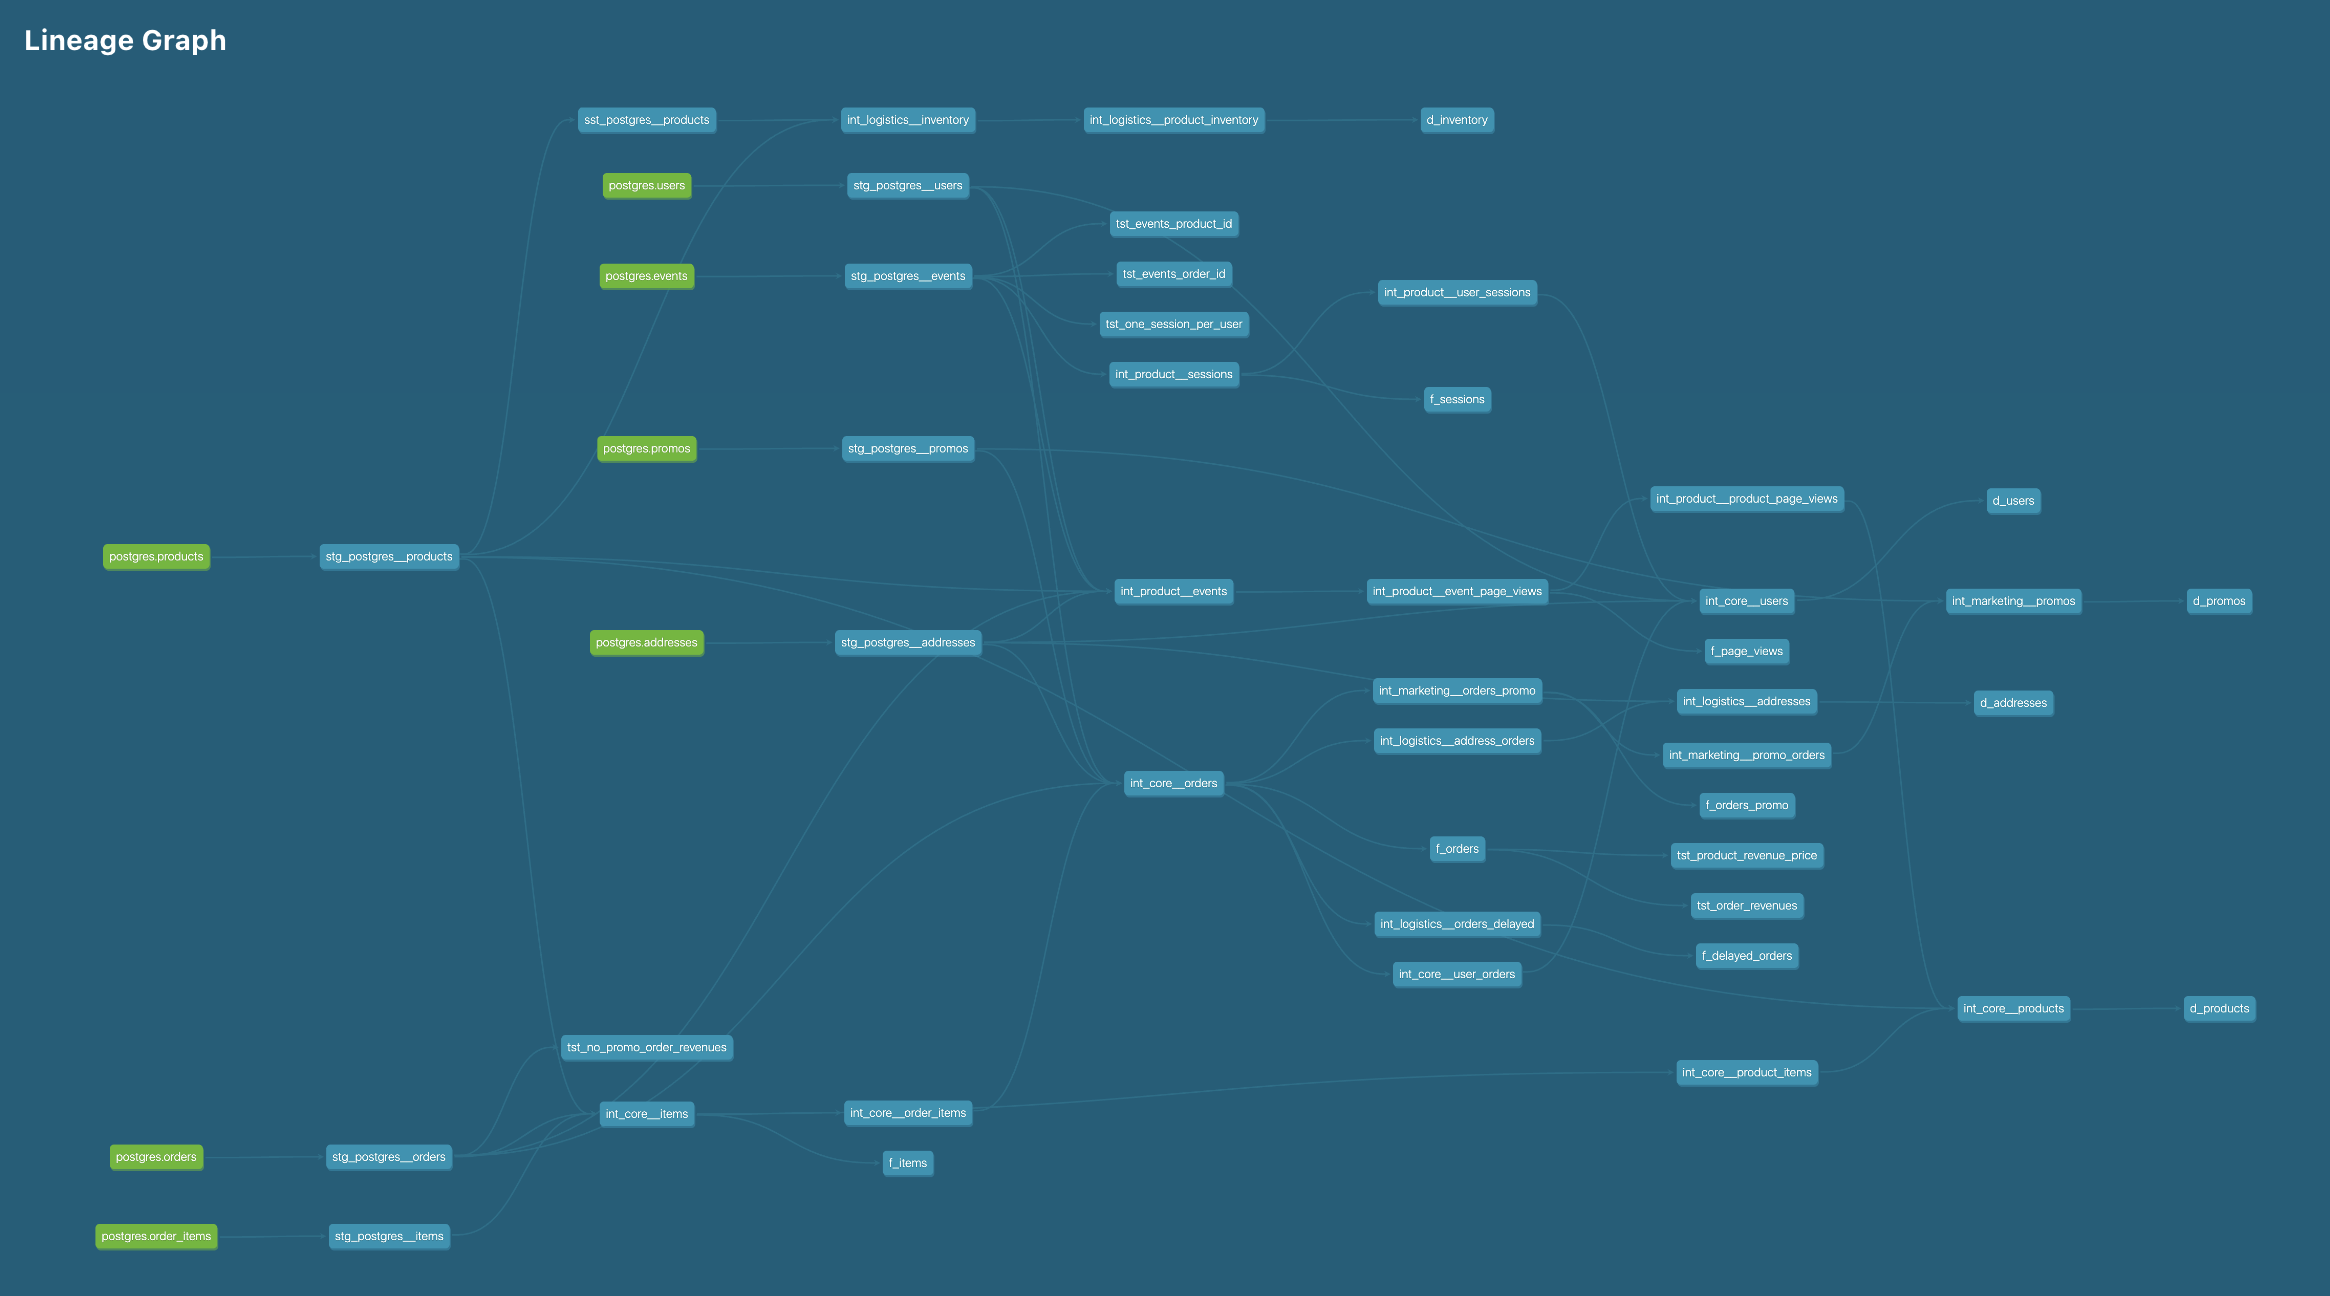 Lineage Graph
sst_postgres__products
int_logistics__inventory
int_logistics__product_inventory
d_inventory
postgres.users
stg_postgres__users
tst_events_product_id
postgres.events
stg_postgres__events
tst_events_order_id
int_product__user_sessions
tst_one_session_per_user
int_product__sessions
f_sessions
postgres.promos
stg_postgres__promos
int_product__product_page_views
d_users
postgres.products
stg_postgres__products
int_product__events
int_product__event_page_views
int_core__users
int_marketing__promos
d_promos
postgres.addresses
stg_postgres__addresses
f_page_views
int_marketing__orders_promo
int_logistics__addresses
d_addresses
int_logistics__address_orders
int_marketing__promo_orders
int_core__orders
f_orders_promo
f_orders
tst_product_revenue_price
tst_order_revenues
int_logistics__orders_delayed
f_delayed_orders
int_core__user_orders
int_core__products
d_products
tst_no_promo_order_revenues
int_core__product_items
int_core__items
int_core__order_items
postgres.orders
stg_postgres__orders
f_items
postgres.order_items
stg_postgres__items